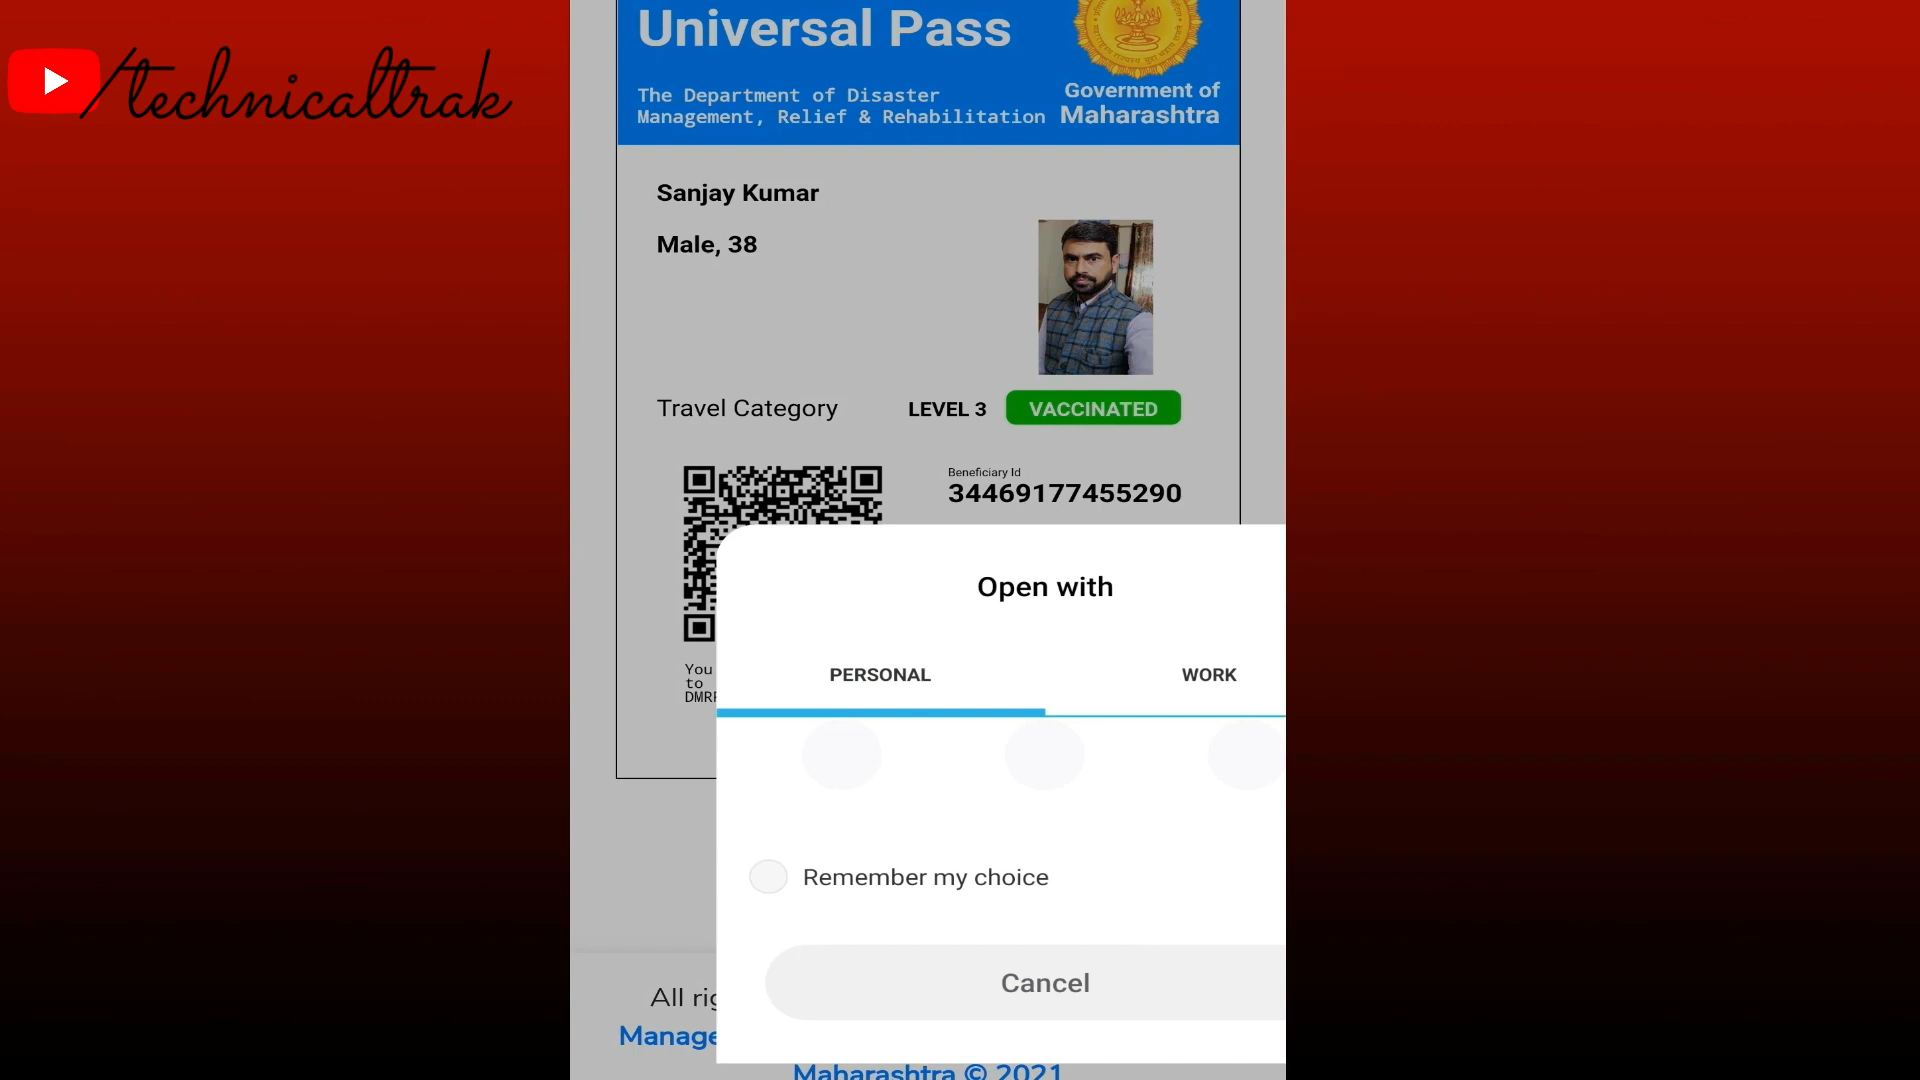 /technicaltrak
Universal Pass
The Department of Disaster
Management, Relief & Rehabilitation
Government of
Maharashtra
Sanjay Kumar
Male, 38
Travel Category
LEVEL 3
VACCINATED
Beneficiary Id
34469177455290
You
to
Open with
PERSONAL
WORK
Remember my choice
Cancel
All
Maharashtra © 2021